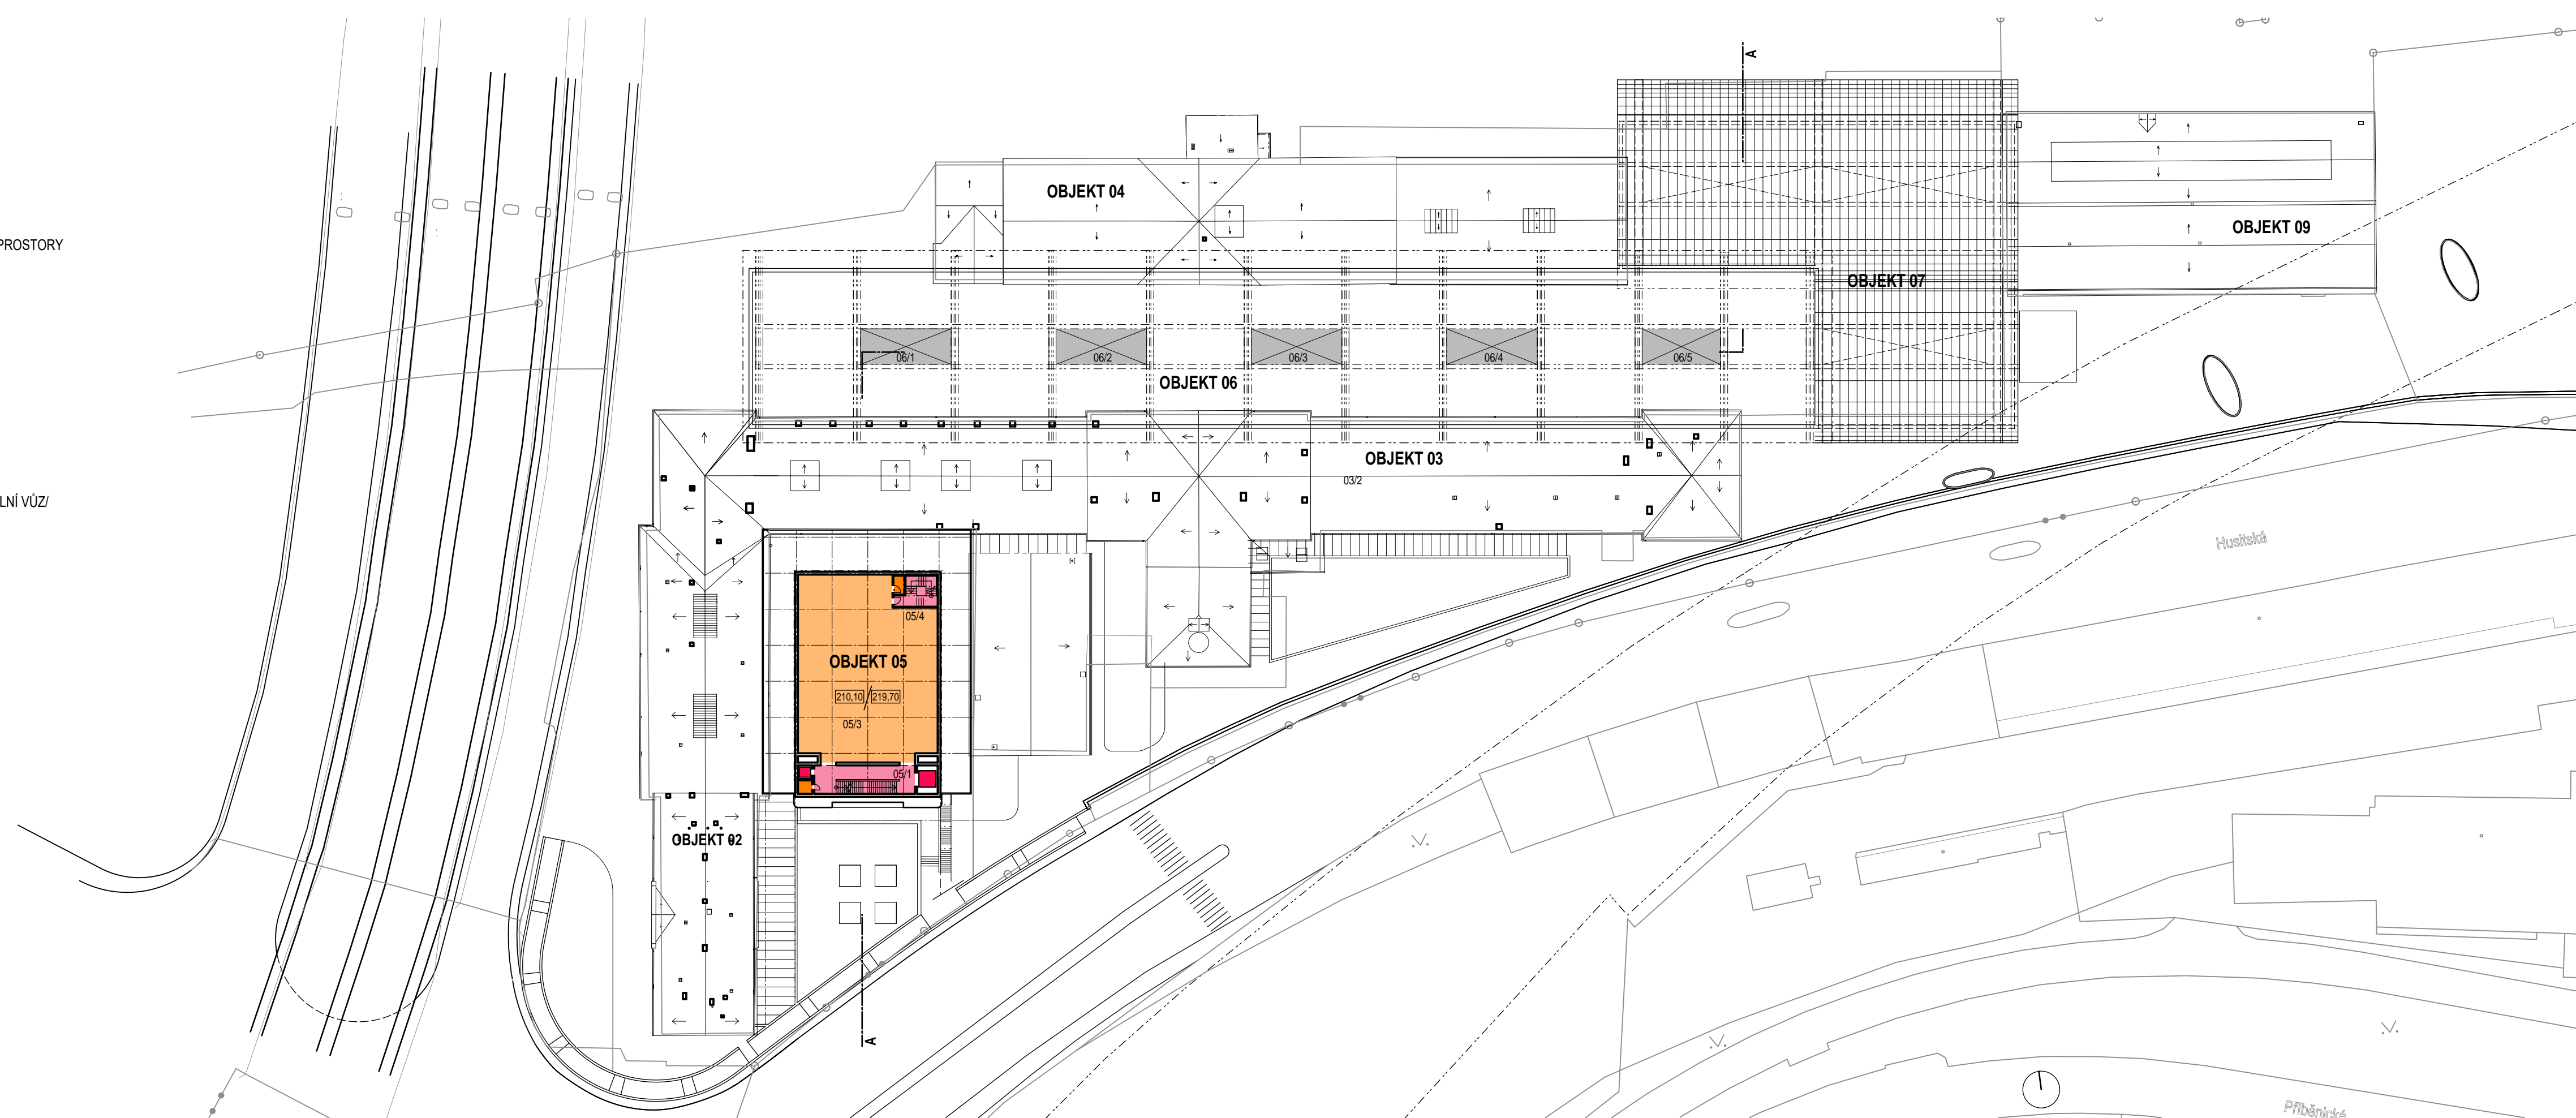 A
OBJEKT 04
PROSTORY
OBJEKT 09
OBJEKT 07
06/1
06/2
06/3
06/4
06/5
OBJEKT 06
OBJEKT 03
03/2
LNÍ VŮZ/
Husitská
05/4
OBJEKT 05
210,10 / 219,70
05/3
05/1
OBJEKT 02
A
Příběnická